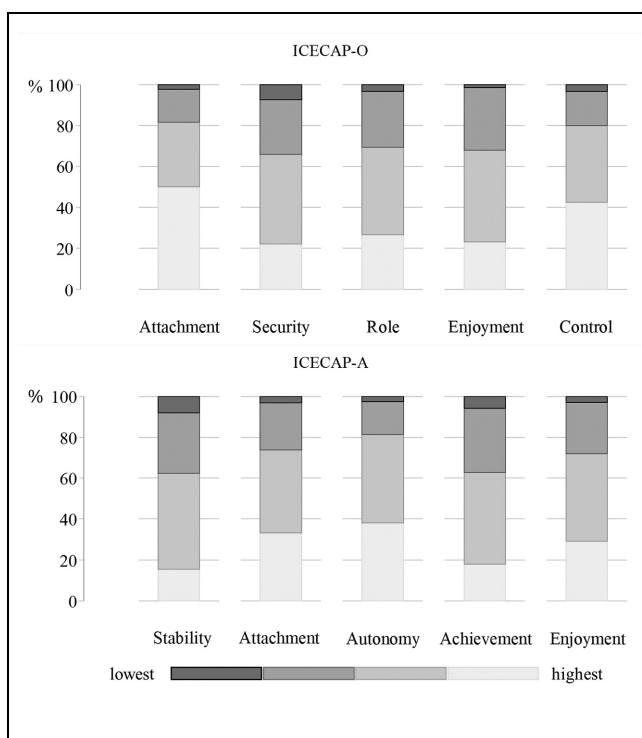 ICECAP-O
% 100
80
60
40
20
0
Attachment Security Role Enjoyment Control
ICECAP-A
% 100
80
60
40
20
0
Stability Attachment Autonomy Achievement Enjoyment
lowest highest